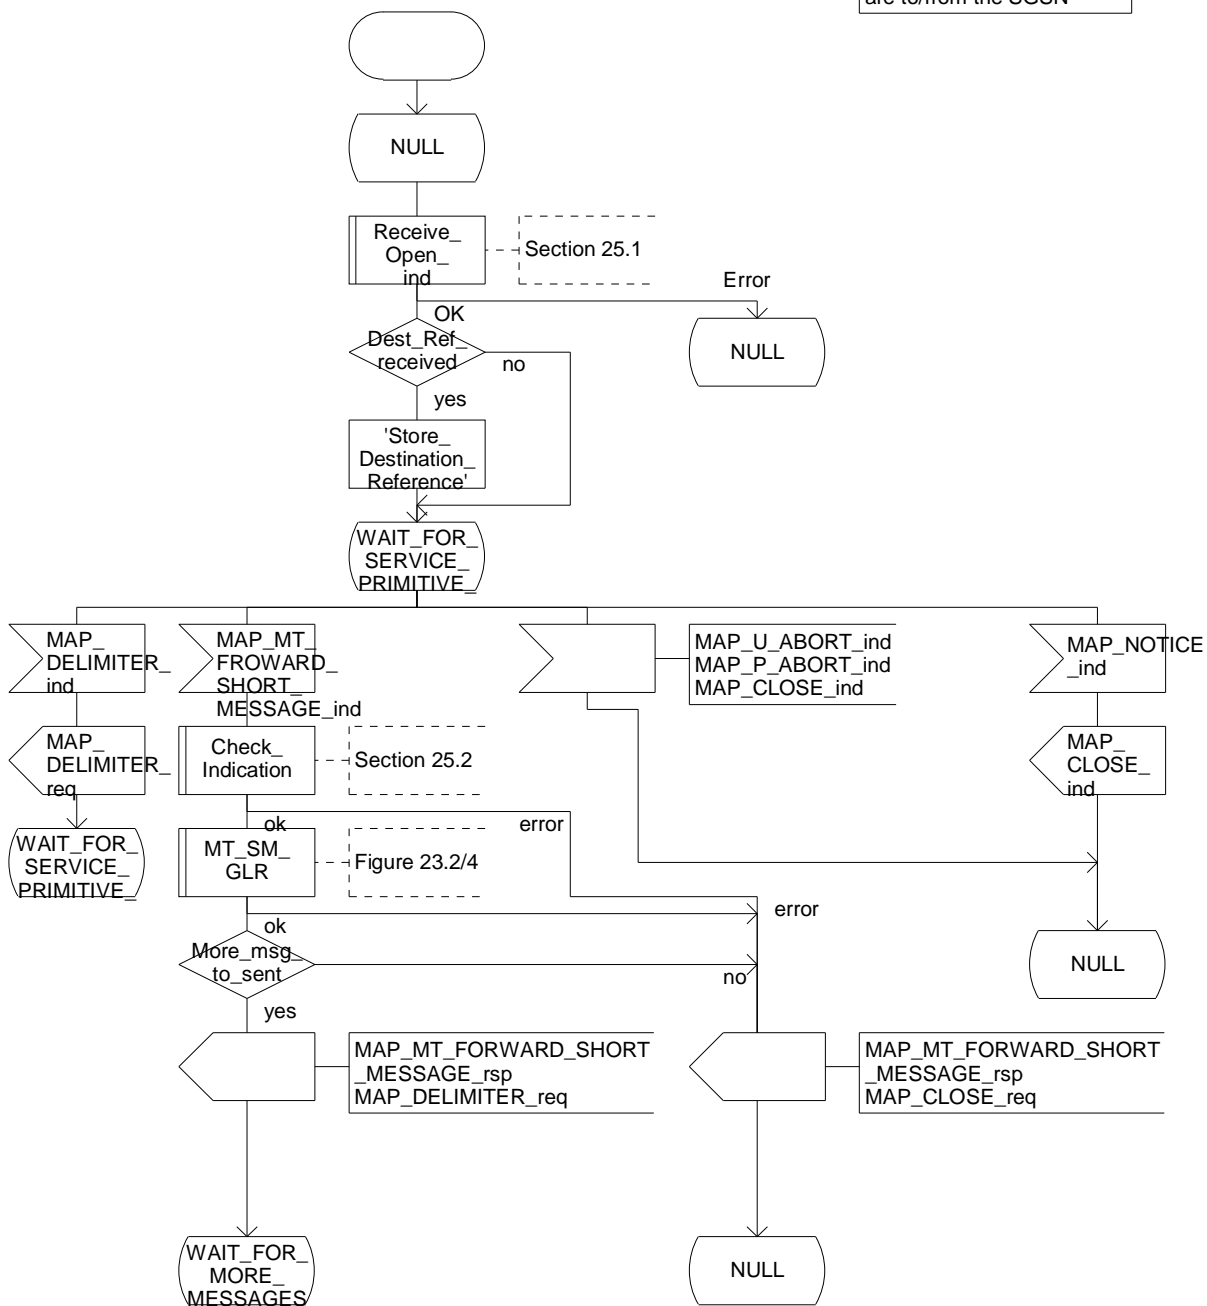 are to/from the SGSN
NULL
Receive_
Open_
ind
Section 25.1
Error
OK
Dest_Ref_
received
no
NULL
yes
'Store_
Destination_
Reference'
WAIT_FOR_
SERVICE_
PRIMITIVE_
MAP_
DELIMITER_
ind
MAP_MT_
FROWARD_
SHORT_
MESSAGE_ind
MAP_U_ABORT_ind
MAP_P_ABORT_ind
MAP_CLOSE_ind
MAP_NOTICE
_ind
MAP_
DELIMITER_
req
Check_
Indication
Section 25.2
MAP_
CLOSE_
ind
ok
error
WAIT_FOR_
SERVICE_
PRIMITIVE_
MT_SM_
GLR
Figure 23.2/4
error
ok
More_msg_
to_sent
no
NULL
yes
MAP_MT_FORWARD_SHORT
_MESSAGE_rsp
MAP_DELIMITER_req
MAP_MT_FORWARD_SHORT
_MESSAGE_rsp
MAP_CLOSE_req
WAIT_FOR_
MORE_
MESSAGES
NULL